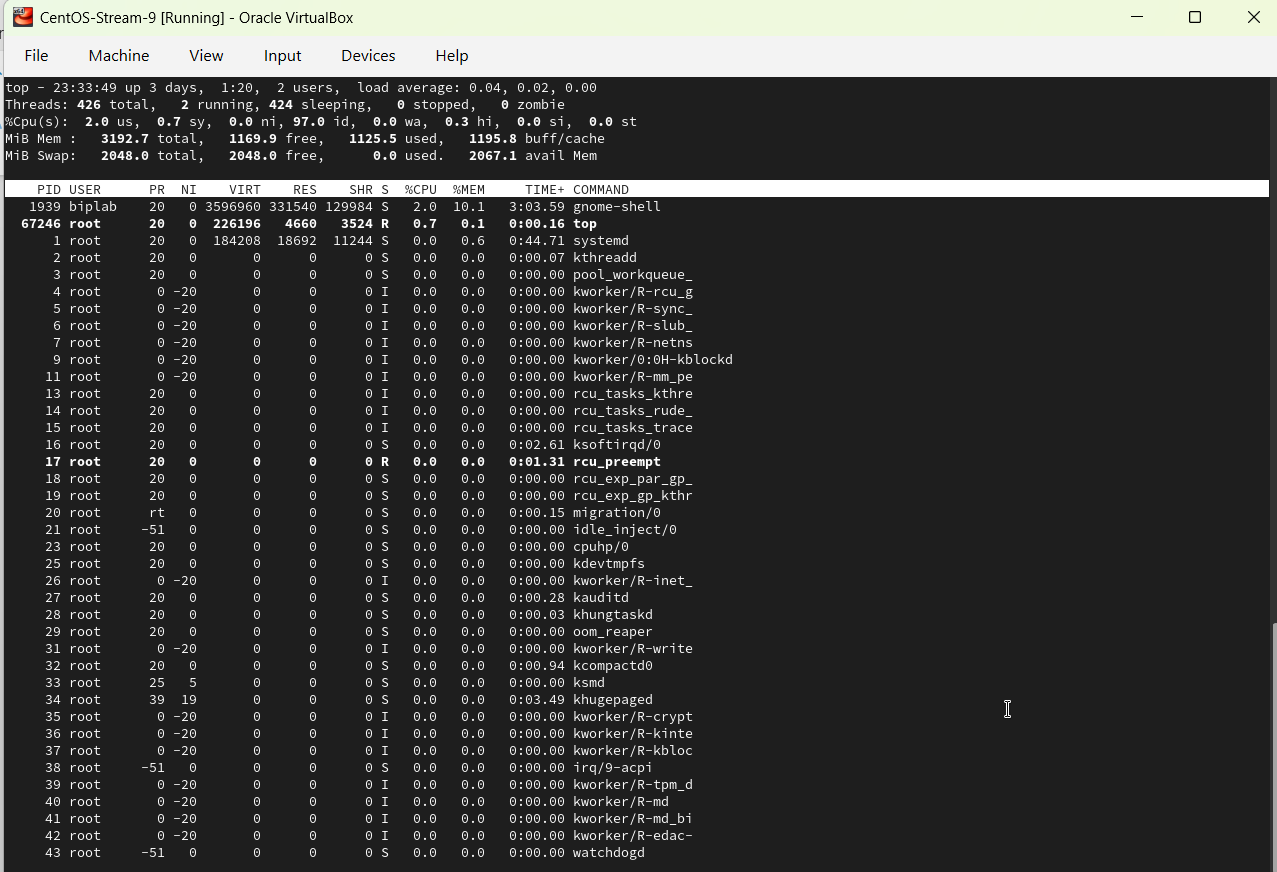 CentOS-Stream-9 [Running] - Oracle VirtualBox
File Machine View Input Devices Help
top - 23:33:49 up 3 days,  1:20,  2 users,  load average: 0.04, 0.02, 0.00
Threads: 426 total,   2 running, 424 sleeping,   0 stopped,   0 zombie
%Cpu(s):  2.0 us,  0.7 sy,  0.0 ni, 97.0 id,  0.0 wa,  0.3 hi,  0.0 si,  0.0 st
MiB Mem :   3192.7 total,   1169.9 free,   1125.5 used,   1195.8 buff/cache
MiB Swap:   2048.0 total,   2048.0 free,      0.0 used.   2067.1 avail Mem
PID USER PR NI VIRT RES SHR S %CPU %MEM TIME+ COMMAND
1939 biplab 20 0 3596960 331540 129984 S 2.0 10.1 3:03.59 gnome-shell
67246 root 20 0 226196 4660 3524 R 0.7 0.1 0:00.16 top
1 root 20 0 184208 18692 11244 S 0.0 0.6 0:44.71 systemd
2 root 20 0 0 0 0 S 0.0 0.0 0:00.07 kthreadd
3 root 20 0 0 0 0 S 0.0 0.0 0:00.00 pool_workqueue_
4 root 0 -20 0 0 0 I 0.0 0.0 0:00.00 kworker/R-rcu_g
5 root 0 -20 0 0 0 I 0.0 0.0 0:00.00 kworker/R-sync_
6 root 0 -20 0 0 0 I 0.0 0.0 0:00.00 kworker/R-slub_
7 root 0 -20 0 0 0 I 0.0 0.0 0:00.00 kworker/R-netns
9 root 0 -20 0 0 0 I 0.0 0.0 0:00.00 kworker/0:0H-kblockd
11 root 0 -20 0 0 0 I 0.0 0.0 0:00.00 kworker/R-mm_pe
13 root 20 0 0 0 0 I 0.0 0.0 0:00.00 rcu_tasks_kthre
14 root 20 0 0 0 0 I 0.0 0.0 0:00.00 rcu_tasks_rude_
15 root 20 0 0 0 0 I 0.0 0.0 0:00.00 rcu_tasks_trace
16 root 20 0 0 0 0 S 0.0 0.0 0:02.61 ksoftirqd/0
17 root 20 0 0 0 0 R 0.0 0.0 0:01.31 rcu_preempt
18 root 20 0 0 0 0 S 0.0 0.0 0:00.00 rcu_exp_par_gp_
19 root 20 0 0 0 0 S 0.0 0.0 0:00.00 rcu_exp_gp_kthr
20 root rt 0 0 0 0 S 0.0 0.0 0:00.15 migration/0
21 root -51 0 0 0 0 S 0.0 0.0 0:00.00 idle_inject/0
23 root 20 0 0 0 0 S 0.0 0.0 0:00.00 cpuhp/0
25 root 20 0 0 0 0 S 0.0 0.0 0:00.00 kdevtmpfs
26 root 0 -20 0 0 0 I 0.0 0.0 0:00.00 kworker/R-inet_
27 root 20 0 0 0 0 S 0.0 0.0 0:00.28 kauditd
28 root 20 0 0 0 0 S 0.0 0.0 0:00.03 khungtaskd
29 root 20 0 0 0 0 S 0.0 0.0 0:00.00 oom_reaper
31 root 0 -20 0 0 0 I 0.0 0.0 0:00.00 kworker/R-write
32 root 20 0 0 0 0 S 0.0 0.0 0:00.94 kcompactd0
33 root 25 5 0 0 0 S 0.0 0.0 0:00.00 ksmd
34 root 39 19 0 0 0 S 0.0 0.0 0:03.49 khugepaged
35 root 0 -20 0 0 0 I 0.0 0.0 0:00.00 kworker/R-crypt
36 root 0 -20 0 0 0 I 0.0 0.0 0:00.00 kworker/R-kinte
37 root 0 -20 0 0 0 I 0.0 0.0 0:00.00 kworker/R-kbloc
38 root -51 0 0 0 0 S 0.0 0.0 0:00.00 irq/9-acpi
39 root 0 -20 0 0 0 I 0.0 0.0 0:00.00 kworker/R-tpm_d
40 root 0 -20 0 0 0 I 0.0 0.0 0:00.00 kworker/R-md
41 root 0 -20 0 0 0 I 0.0 0.0 0:00.00 kworker/R-md_bi
42 root 0 -20 0 0 0 I 0.0 0.0 0:00.00 kworker/R-edac-
43 root -51 0 0 0 0 S 0.0 0.0 0:00.00 watchdogd